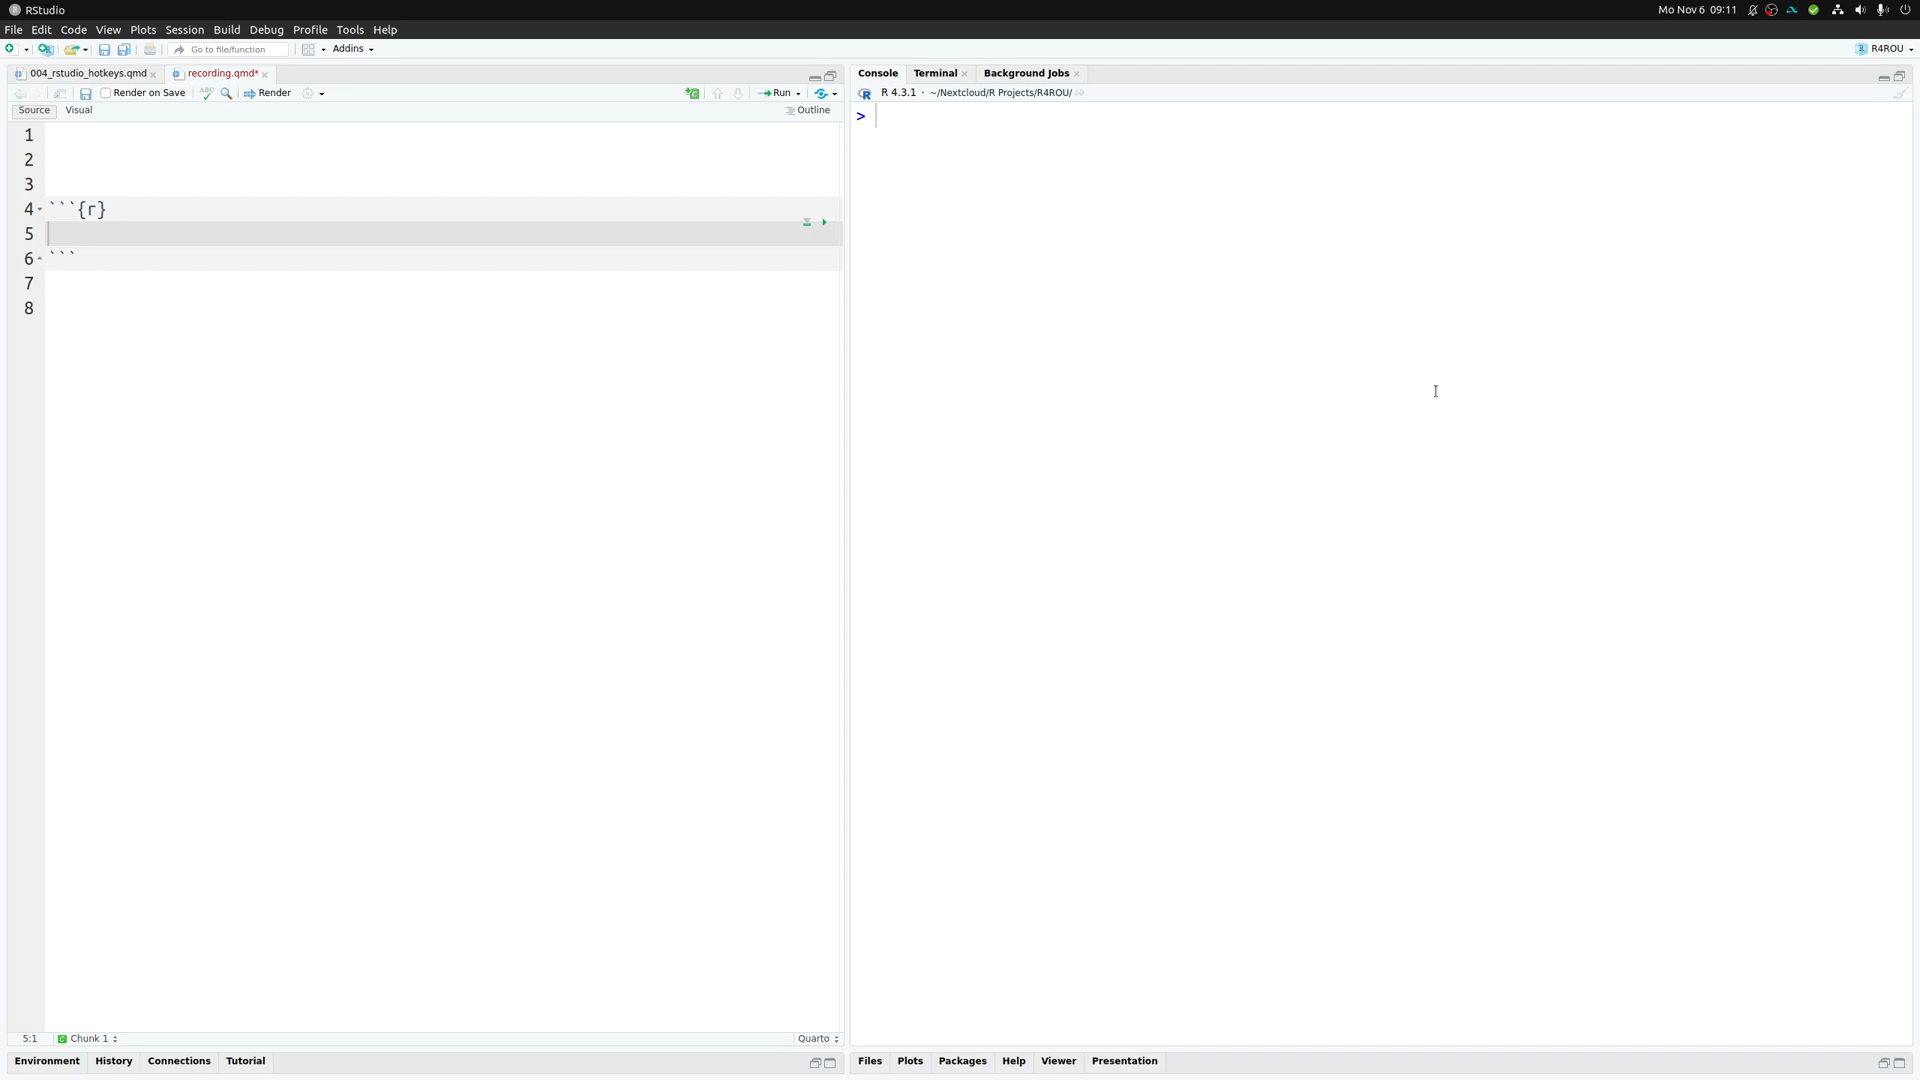 RStudio
Mo Nov 6 09:11
File Edit Code View Plots Session Build Debug Profile Tools Help
Go to file/function
Addins
R4ROU
004_rstudio_hotkeys.qmd
recording.qmd*
Render on Save
ABC
Render
Run
Source
Visual
Outline
1
2
3
4 ```{r}
5
6 ```
7
8
5:1
Chunk 1
Quarto
Environment History Connections Tutorial
Console Terminal Background Jobs
R 4.3.1 · ~/Nextcloud/R Projects/R4ROU/
>
Files Plots Packages Help Viewer Presentation